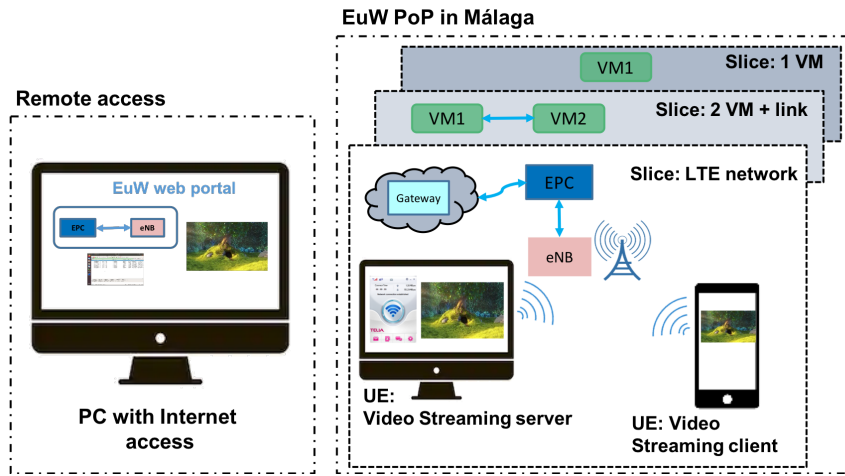 EuW PoP in Málaga
Slice: 1 VM
VM1
Slice: 2 VM + link
VM1
VM2
Slice: LTE network
Gateway
EPC
eNB
TELIA
UE:
Video Streaming server
UE: Video
Streaming client
Remote access
EuW web portal
EPC
eNB
PC with Internet
access